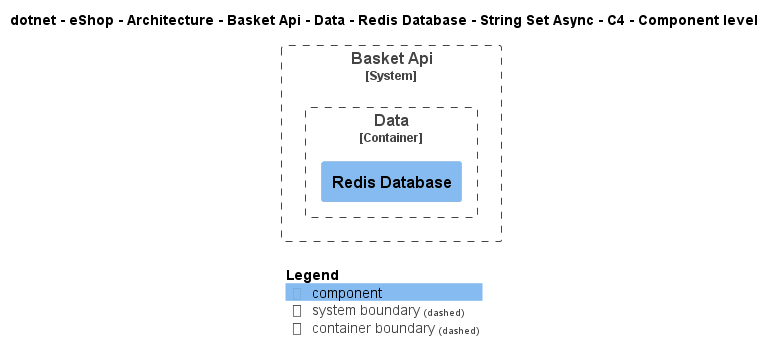 dotnet - eShop - Architecture - Basket Api - Data - Redis Database - String Set Async - C4 - Component level
Basket Api
[System]
Data
[Container]
Redis Database
Legend
component
system boundary (dashed)
container boundary (dashed)